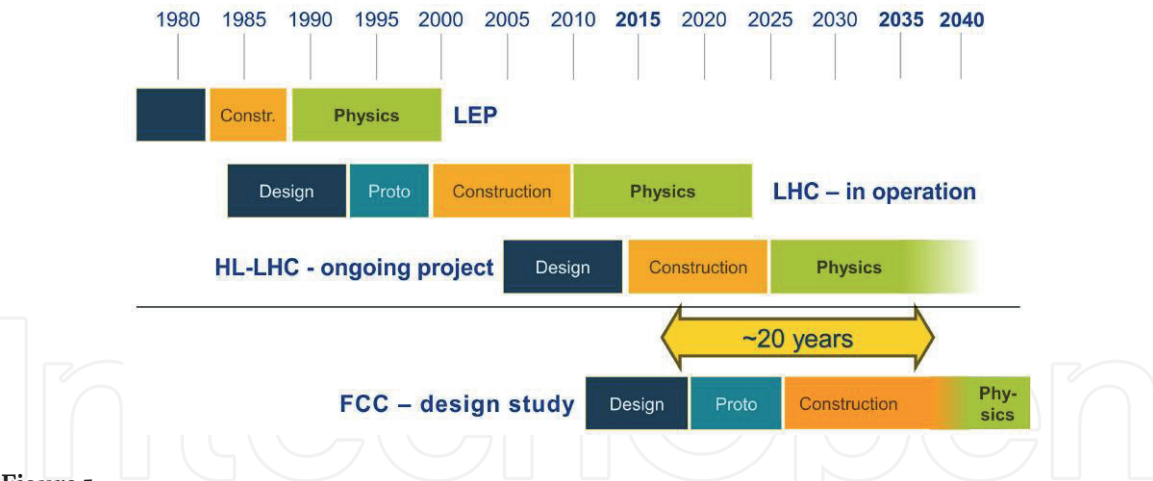 1980 1985 1990 1995 2000 2005 2010 2015 2020 2025 2030 2035 2040
Constr. Physics LEP
Design Proto Construction Physics LHC – in operation
HL-LHC - ongoing project Design Construction Physics
~20 years
FCC – design study Design Proto Construction Phy-
sics
IntechOpen